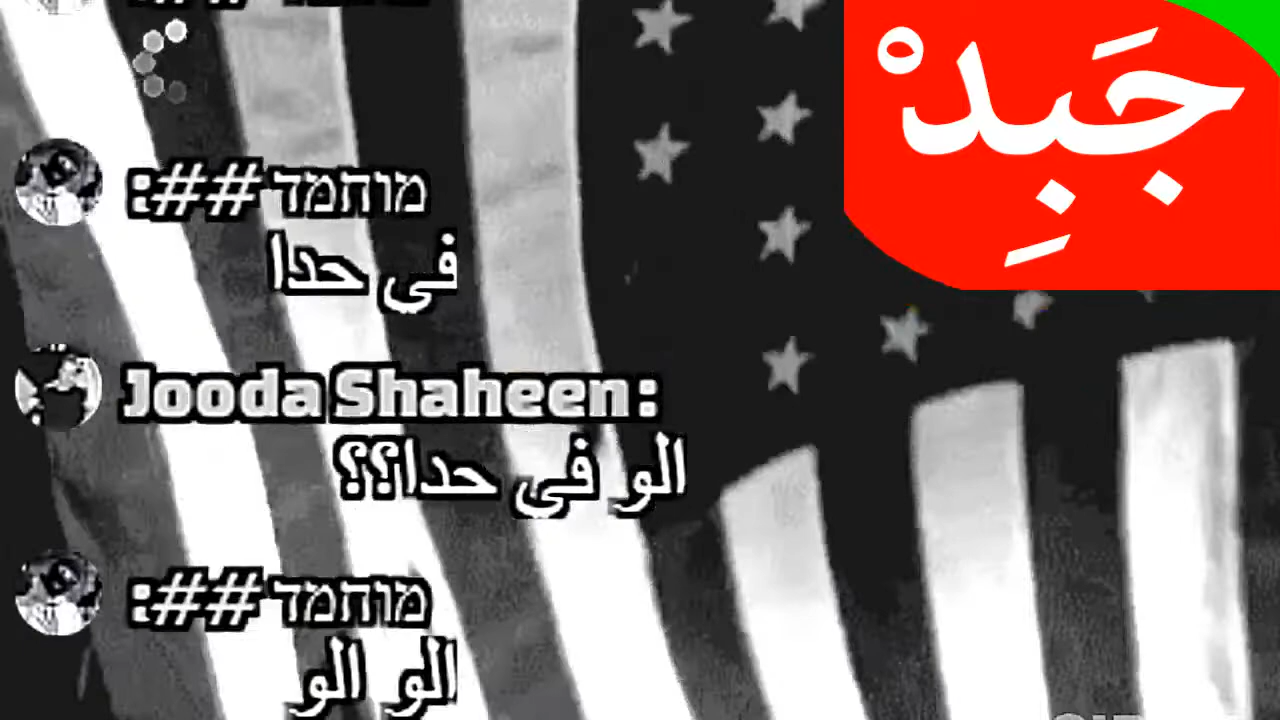 جَبِدْ
מוחמד ##:
في حدا
Jooda Shaheen:
الو في حدا؟؟
מוחמד ##:
الو الو